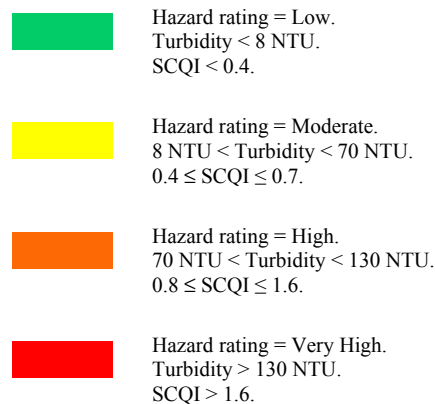 Hazard rating = Low.
Turbidity < 8 NTU.
SCQI < 0.4.
Hazard rating = Moderate.
8 NTU < Turbidity < 70 NTU.
0.4 ≤ SCQI ≤ 0.7.
Hazard rating = High.
70 NTU < Turbidity < 130 NTU.
0.8 ≤ SCQI ≤ 1.6.
Hazard rating = Very High.
Turbidity > 130 NTU.
SCQI > 1.6.